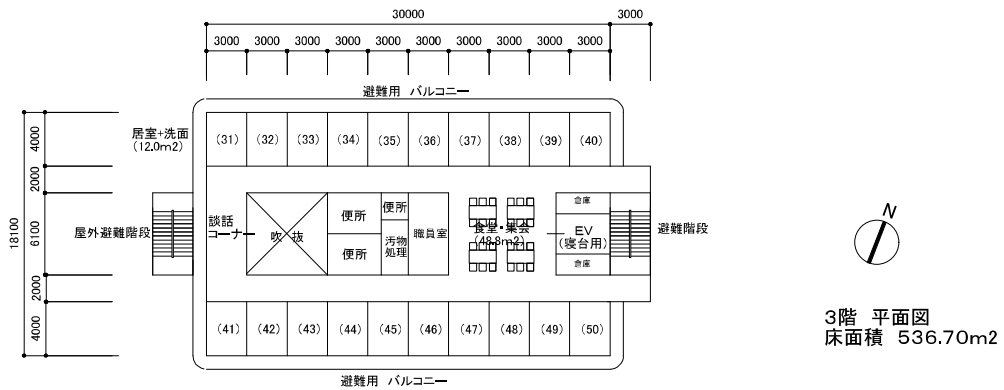 30000
3000
3000 3000 3000 3000 3000 3000 3000 3000 3000 3000
避難用 バルコニー
4000
2000
6100
2000
4000
18100
居室+洗面
(12.0m2)
(31) (32) (33) (34) (35) (36) (37) (38) (39) (40)
屋外避難階段
談話
コーナー
吹 抜
便所
便所
便所
汚物
処理
職員室
食堂・集会
(48.8m2)
倉庫
EV
(寝台用)
倉庫
避難階段
(41) (42) (43) (44) (45) (46) (47) (48) (49) (50)
避難用 バルコニー
N
3階 平面図
床面積 536.70m2